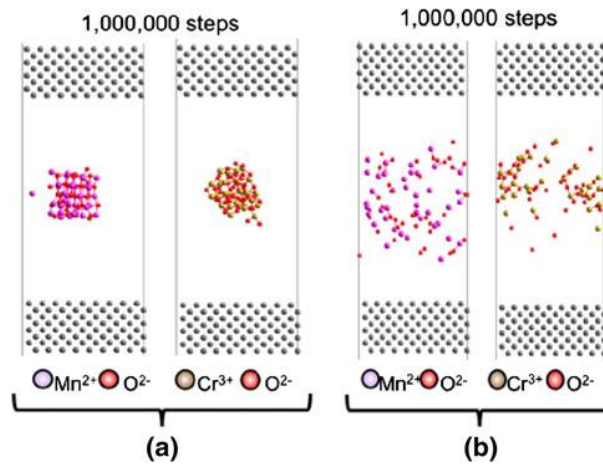 1,000,000 steps
1,000,000 steps
Mn²⁺ O²⁻ Cr³⁺ O²⁻
Mn²⁺ O²⁻ Cr³⁺ O²⁻
(a)
(b)